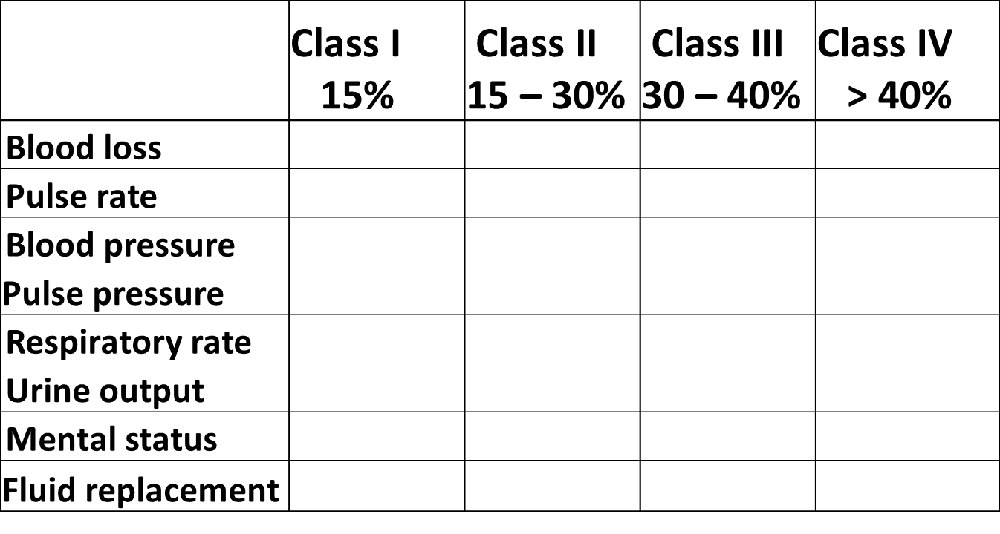 Class I Class II Class III Class IV
15% 15 – 30% 30 – 40% > 40%
Blood loss
Pulse rate
Blood pressure
Pulse pressure
Respiratory rate
Urine output
Mental status
Fluid replacement